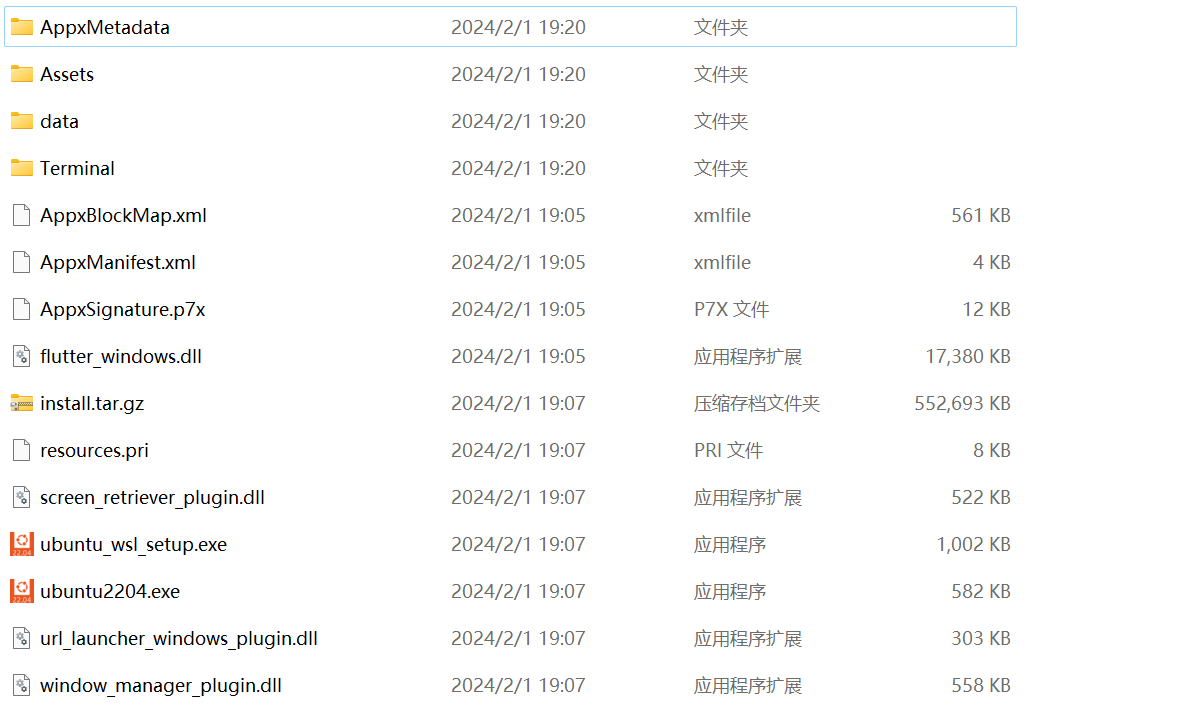 AppxMetadata 2024/2/1 19:20 文件夹
Assets 2024/2/1 19:20 文件夹
data 2024/2/1 19:20 文件夹
Terminal 2024/2/1 19:20 文件夹
AppxBlockMap.xml 2024/2/1 19:05 xmlfile 561 KB
AppxManifest.xml 2024/2/1 19:05 xmlfile 4 KB
AppxSignature.p7x 2024/2/1 19:05 P7X 文件 12 KB
flutter_windows.dll 2024/2/1 19:05 应用程序扩展 17,380 KB
install.tar.gz 2024/2/1 19:07 压缩存档文件夹 552,693 KB
resources.pri 2024/2/1 19:07 PRI 文件 8 KB
screen_retriever_plugin.dll 2024/2/1 19:07 应用程序扩展 522 KB
22.04 ubuntu_wsl_setup.exe 2024/2/1 19:07 应用程序 1,002 KB
22.04 ubuntu2204.exe 2024/2/1 19:07 应用程序 582 KB
url_launcher_windows_plugin.dll 2024/2/1 19:07 应用程序扩展 303 KB
window_manager_plugin.dll 2024/2/1 19:07 应用程序扩展 558 KB